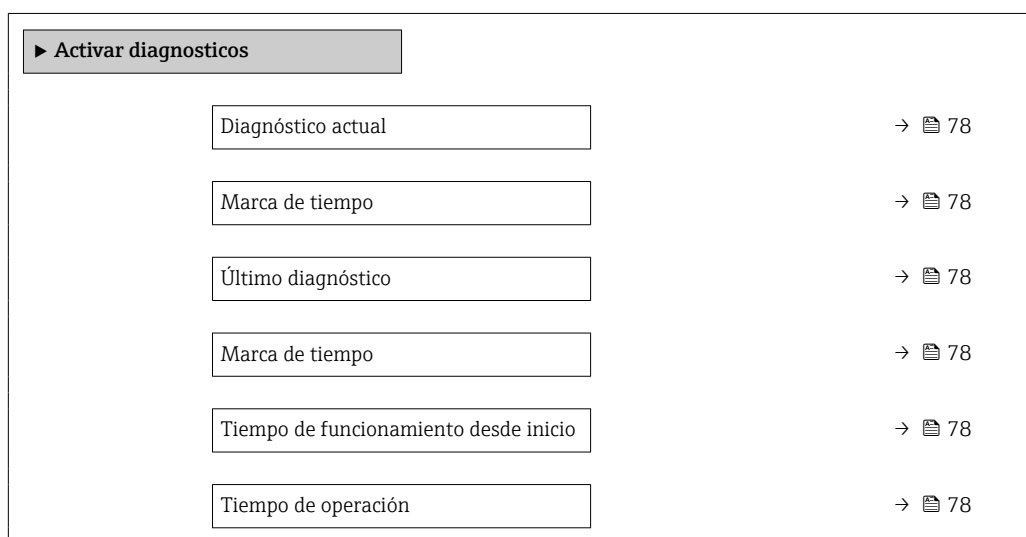 ▶ Activar diagnosticos
Diagnóstico actual → 78
Marca de tiempo → 78
Último diagnóstico → 78
Marca de tiempo → 78
Tiempo de funcionamiento desde inicio → 78
Tiempo de operación → 78